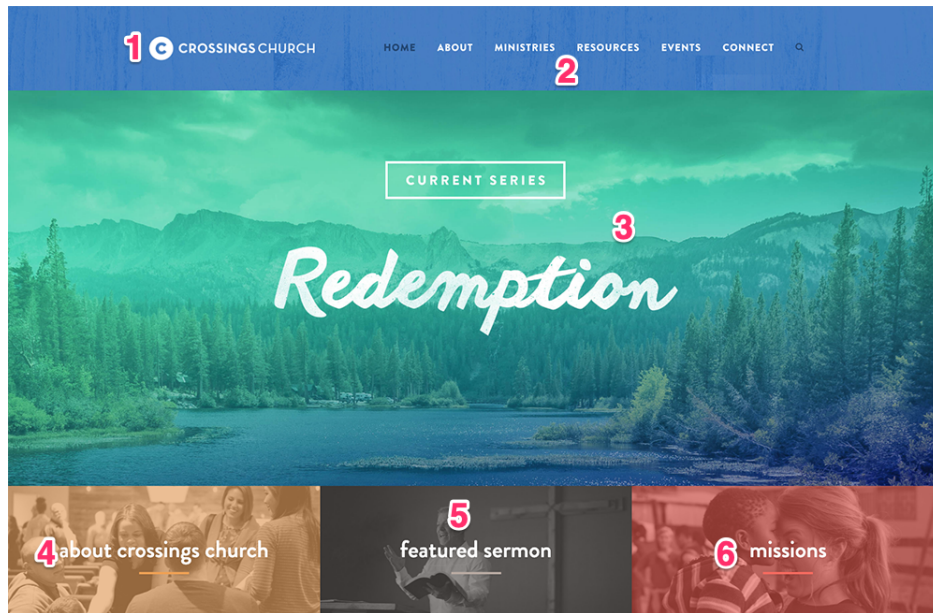 1 C CROSSINGS CHURCH HOME ABOUT MINISTRIES RESOURCES EVENTS CONNECT
2
CURRENT SERIES
3
Redemption
5
4 about crossings church featured sermon 6 missions